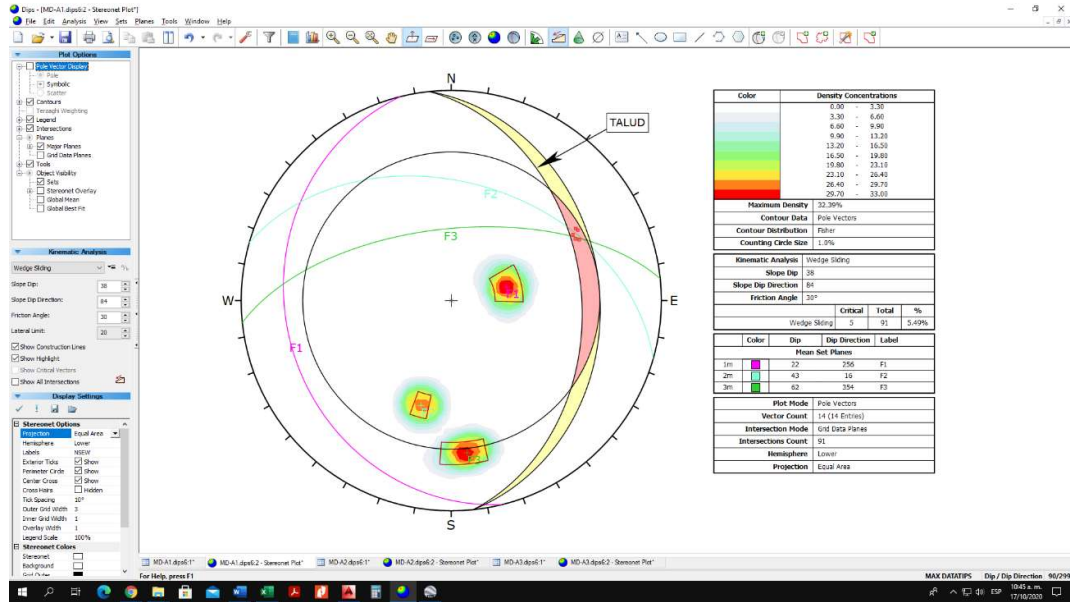 Dips - [MD-A1.dips6:2 - Stereonet Plot*]
File Edit Analysis View Sets Planes Tools Window Help
Plot Options
Pole Vector Display
Pole
Symbolic
Scatter
Contours
Terzaghi Weighting
Legend
Intersections
Planes
Major Planes
Grid Data Planes
Tools
Object Visibility
Sets
Stereonet Overlay
Global Mean
Global Best Fit
Kinematic Analysis
Wedge Sliding
Slope Dip: 38
Slope Dip Direction: 84
Friction Angle: 30
Lateral Limit: 20
Show Construction Lines
Show Highlight
Show Critical Vectors
Show All Intersections
Display Settings
Stereonet Options
Projection Equal Area
Hemisphere Lower
Labels NSEW
Exterior Ticks Show
Perimeter Circle Show
Center Cross Show
Cross Hairs Hidden
Tick Spacing 10°
Outer Grid Width 3
Inner Grid Width 1
Overlay Width 1
Legend Scale 100%
Stereonet Colors
Stereonet
Background
N
TALUD
F2
F3
F1
W
E
F1
F3
S
Color Density Concentrations
0.00 - 3.30
3.30 - 6.60
6.60 - 9.90
9.90 - 13.20
13.20 - 16.50
16.50 - 19.80
19.80 - 23.10
23.10 - 26.40
26.40 - 29.70
29.70 - 33.00
Maximum Density 32.39%
Contour Data Pole Vectors
Contour Distribution Fisher
Counting Circle Size 1.0%
Kinematic Analysis Wedge Sliding
Slope Dip 38
Slope Dip Direction 84
Friction Angle 30°
Critical Total %
Wedge Sliding 5 91 5.49%
Color Dip Dip Direction Label
Mean Set Planes
1m 22 256 F1
2m 43 16 F2
3m 62 354 F3
Plot Mode Pole Vectors
Vector Count 14 (14 Entries)
Intersection Mode Grid Data Planes
Intersections Count 91
Hemisphere Lower
Projection Equal Area
MD-A1.dips6:1* MD-A1.dips6:2 - Stereonet Plot* MD-A2.dips6:1* MD-A2.dips6:2 - Stereonet Plot* MD-A3.dips6:1* MD-A3.dips6:2 - Stereonet Plot*
For Help, press F1 MAX DATATIPS Dip / Dip Direction 90/299
ESP 10:45 a. m.
17/10/2020